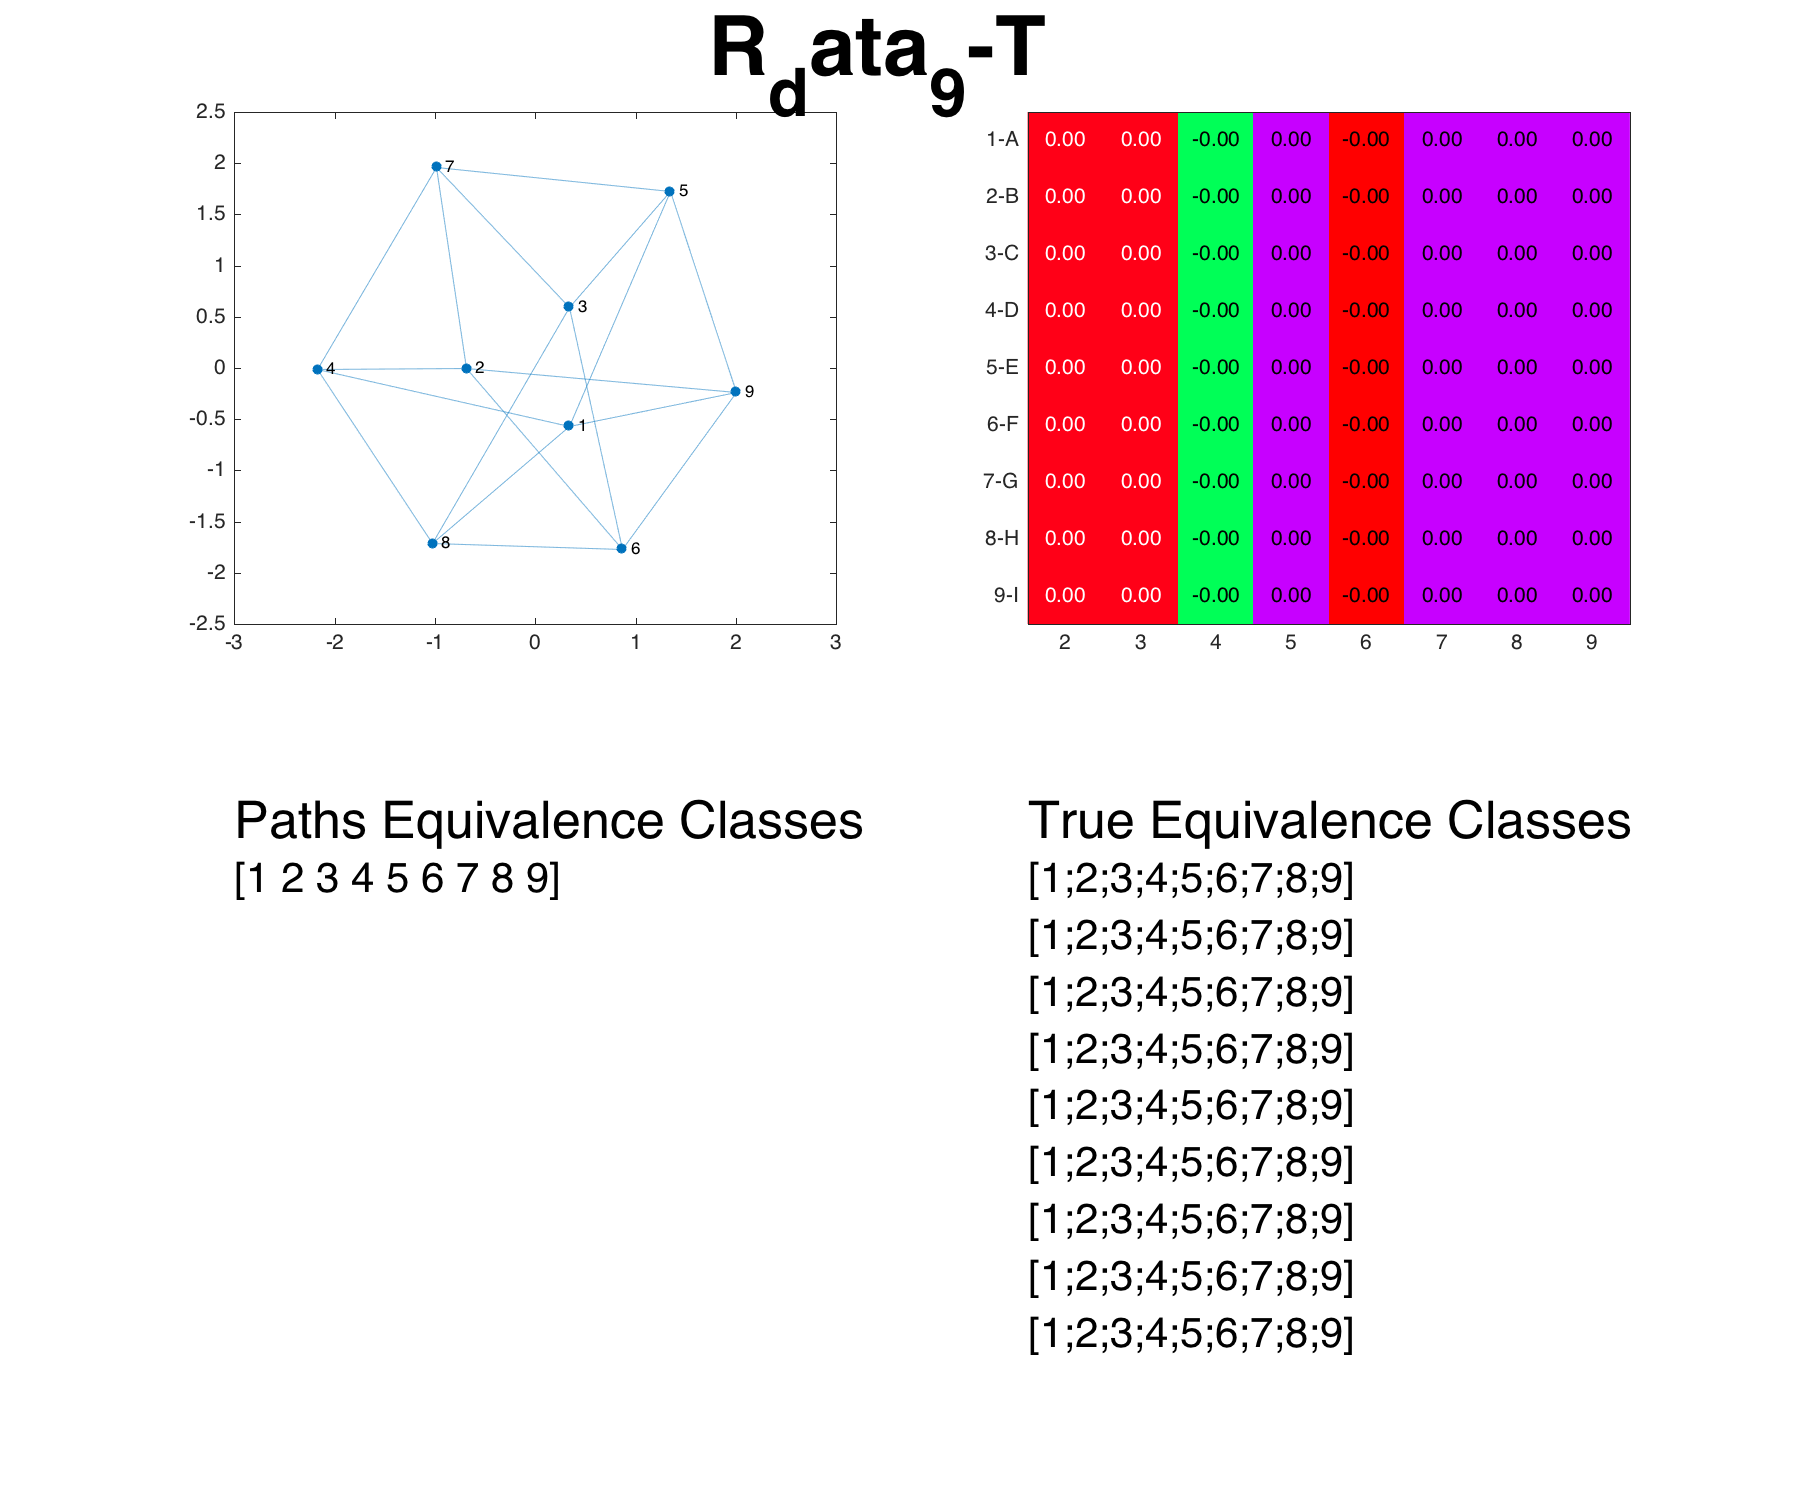 Rdata9-T
2.5
2
1.5
1
0.5
0
-0.5
-1
-1.5
-2
-2.5
-3 -2 -1 0 1 2 3
7
5
3
4
2
9
1
8
6
1-A 0.00 0.00 -0.00 0.00 -0.00 0.00 0.00 0.00
2-B 0.00 0.00 -0.00 0.00 -0.00 0.00 0.00 0.00
3-C 0.00 0.00 -0.00 0.00 -0.00 0.00 0.00 0.00
4-D 0.00 0.00 -0.00 0.00 -0.00 0.00 0.00 0.00
5-E 0.00 0.00 -0.00 0.00 -0.00 0.00 0.00 0.00
6-F 0.00 0.00 -0.00 0.00 -0.00 0.00 0.00 0.00
7-G 0.00 0.00 -0.00 0.00 -0.00 0.00 0.00 0.00
8-H 0.00 0.00 -0.00 0.00 -0.00 0.00 0.00 0.00
9-I 0.00 0.00 -0.00 0.00 -0.00 0.00 0.00 0.00
2 3 4 5 6 7 8 9
Paths Equivalence Classes
[1 2 3 4 5 6 7 8 9]
True Equivalence Classes
[1;2;3;4;5;6;7;8;9]
[1;2;3;4;5;6;7;8;9]
[1;2;3;4;5;6;7;8;9]
[1;2;3;4;5;6;7;8;9]
[1;2;3;4;5;6;7;8;9]
[1;2;3;4;5;6;7;8;9]
[1;2;3;4;5;6;7;8;9]
[1;2;3;4;5;6;7;8;9]
[1;2;3;4;5;6;7;8;9]